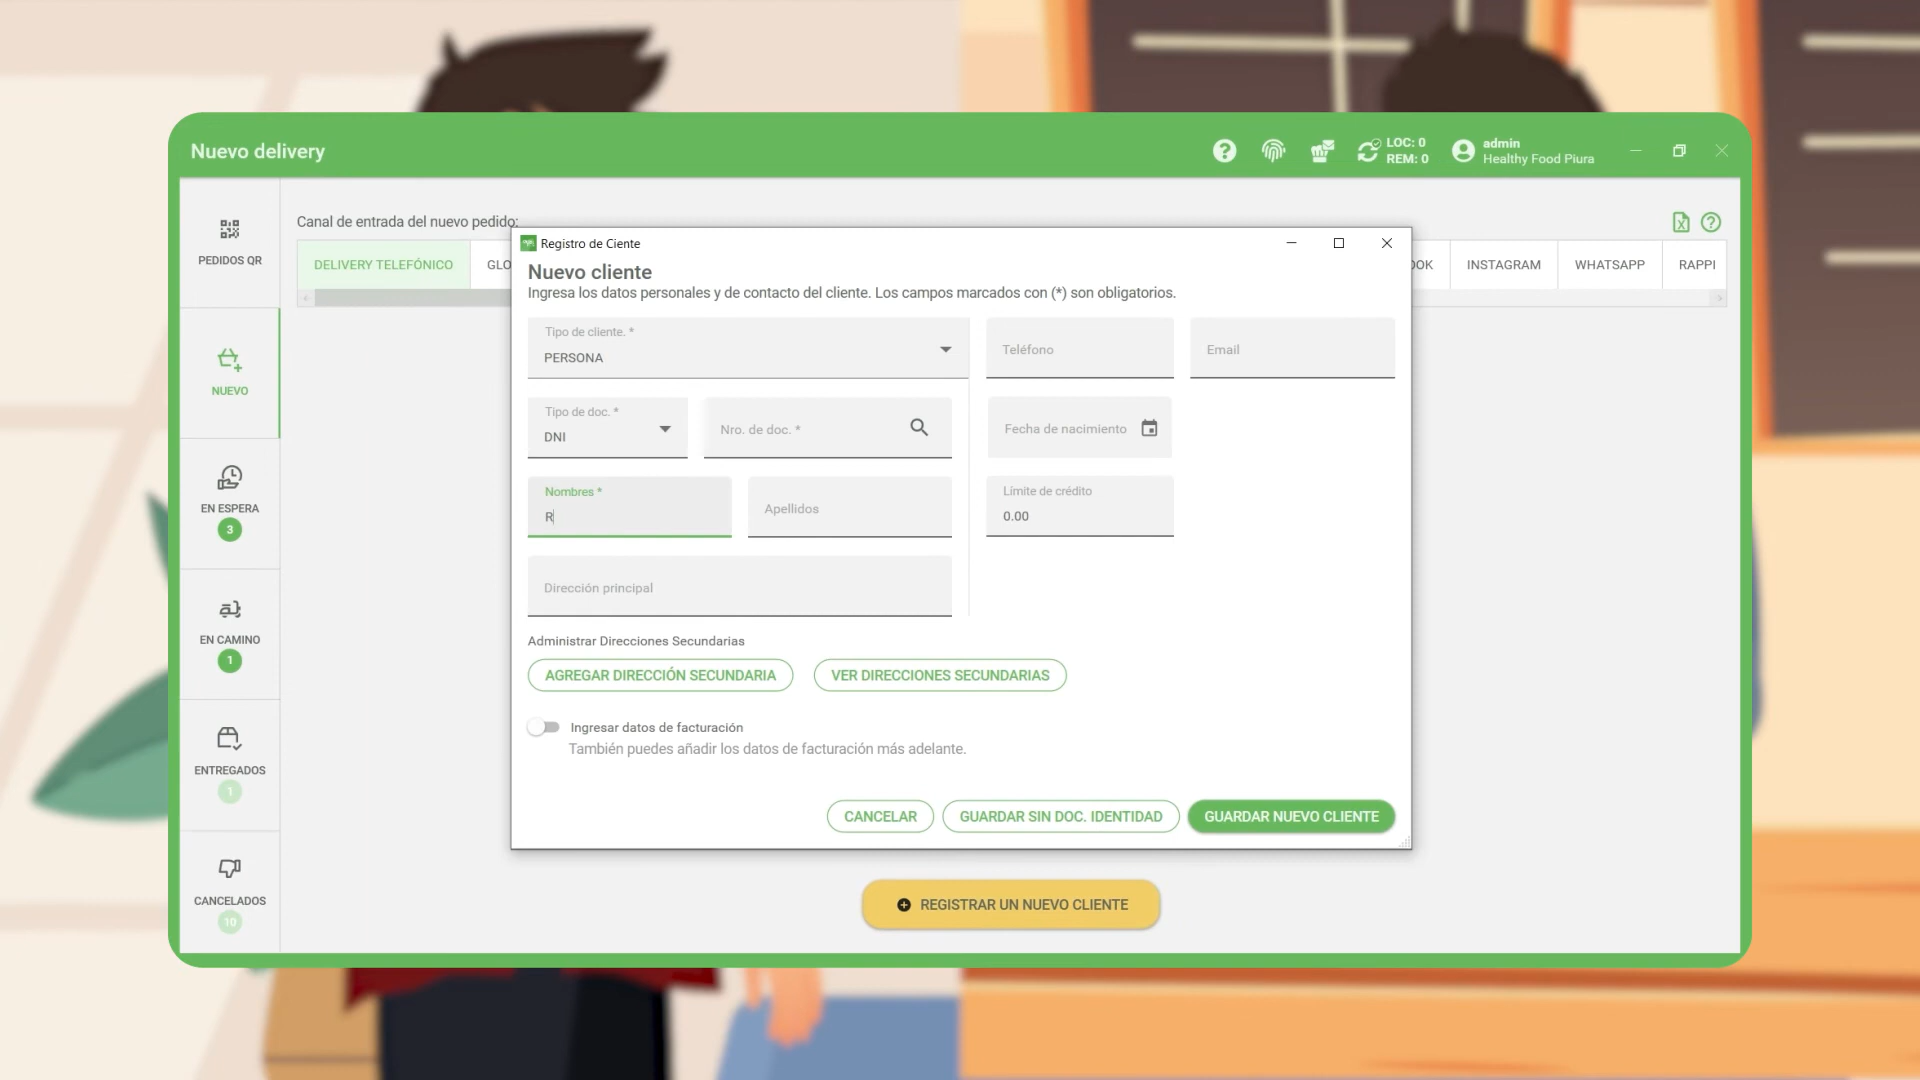 Nuevo delivery
LOC: 0
REM: 0
admin
Healthy Food Piura
PEDIDOS QR
NUEVO
EN ESPERA
3
EN CAMINO
1
ENTREGADOS
1
CANCELADOS
10
Canal de entrada del nuevo pedido:
DELIVERY TELEFÓNICO
GLO
OOK
INSTAGRAM
WHATSAPP
RAPPI
Registro de Ciente
Nuevo cliente
Ingresa los datos personales y de contacto del cliente. Los campos marcados con (*) son obligatorios.
Tipo de cliente. *
PERSONA
Teléfono
Email
Tipo de doc. *
DNI
Nro. de doc. *
Fecha de nacimiento
Nombres *
R
Apellidos
Límite de crédito
0.00
Dirección principal
Administrar Direcciones Secundarias
AGREGAR DIRECCIÓN SECUNDARIA
VER DIRECCIONES SECUNDARIAS
Ingresar datos de facturación
También puedes añadir los datos de facturación más adelante.
CANCELAR
GUARDAR SIN DOC. IDENTIDAD
GUARDAR NUEVO CLIENTE
REGISTRAR UN NUEVO CLIENTE